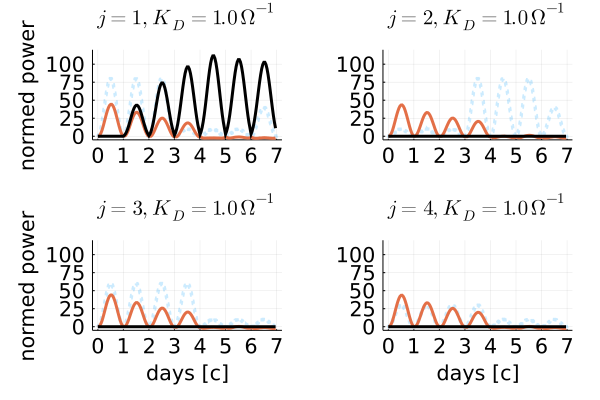 j = 1, K_D = 1.0 Ω⁻¹
j = 2, K_D = 1.0 Ω⁻¹
normed power
100
75
50
25
0
0 1 2 3 4 5 6 7
100
75
50
25
0
0 1 2 3 4 5 6 7
j = 3, K_D = 1.0 Ω⁻¹
j = 4, K_D = 1.0 Ω⁻¹
normed power
100
75
50
25
0
0 1 2 3 4 5 6 7
days [c]
100
75
50
25
0
0 1 2 3 4 5 6 7
days [c]